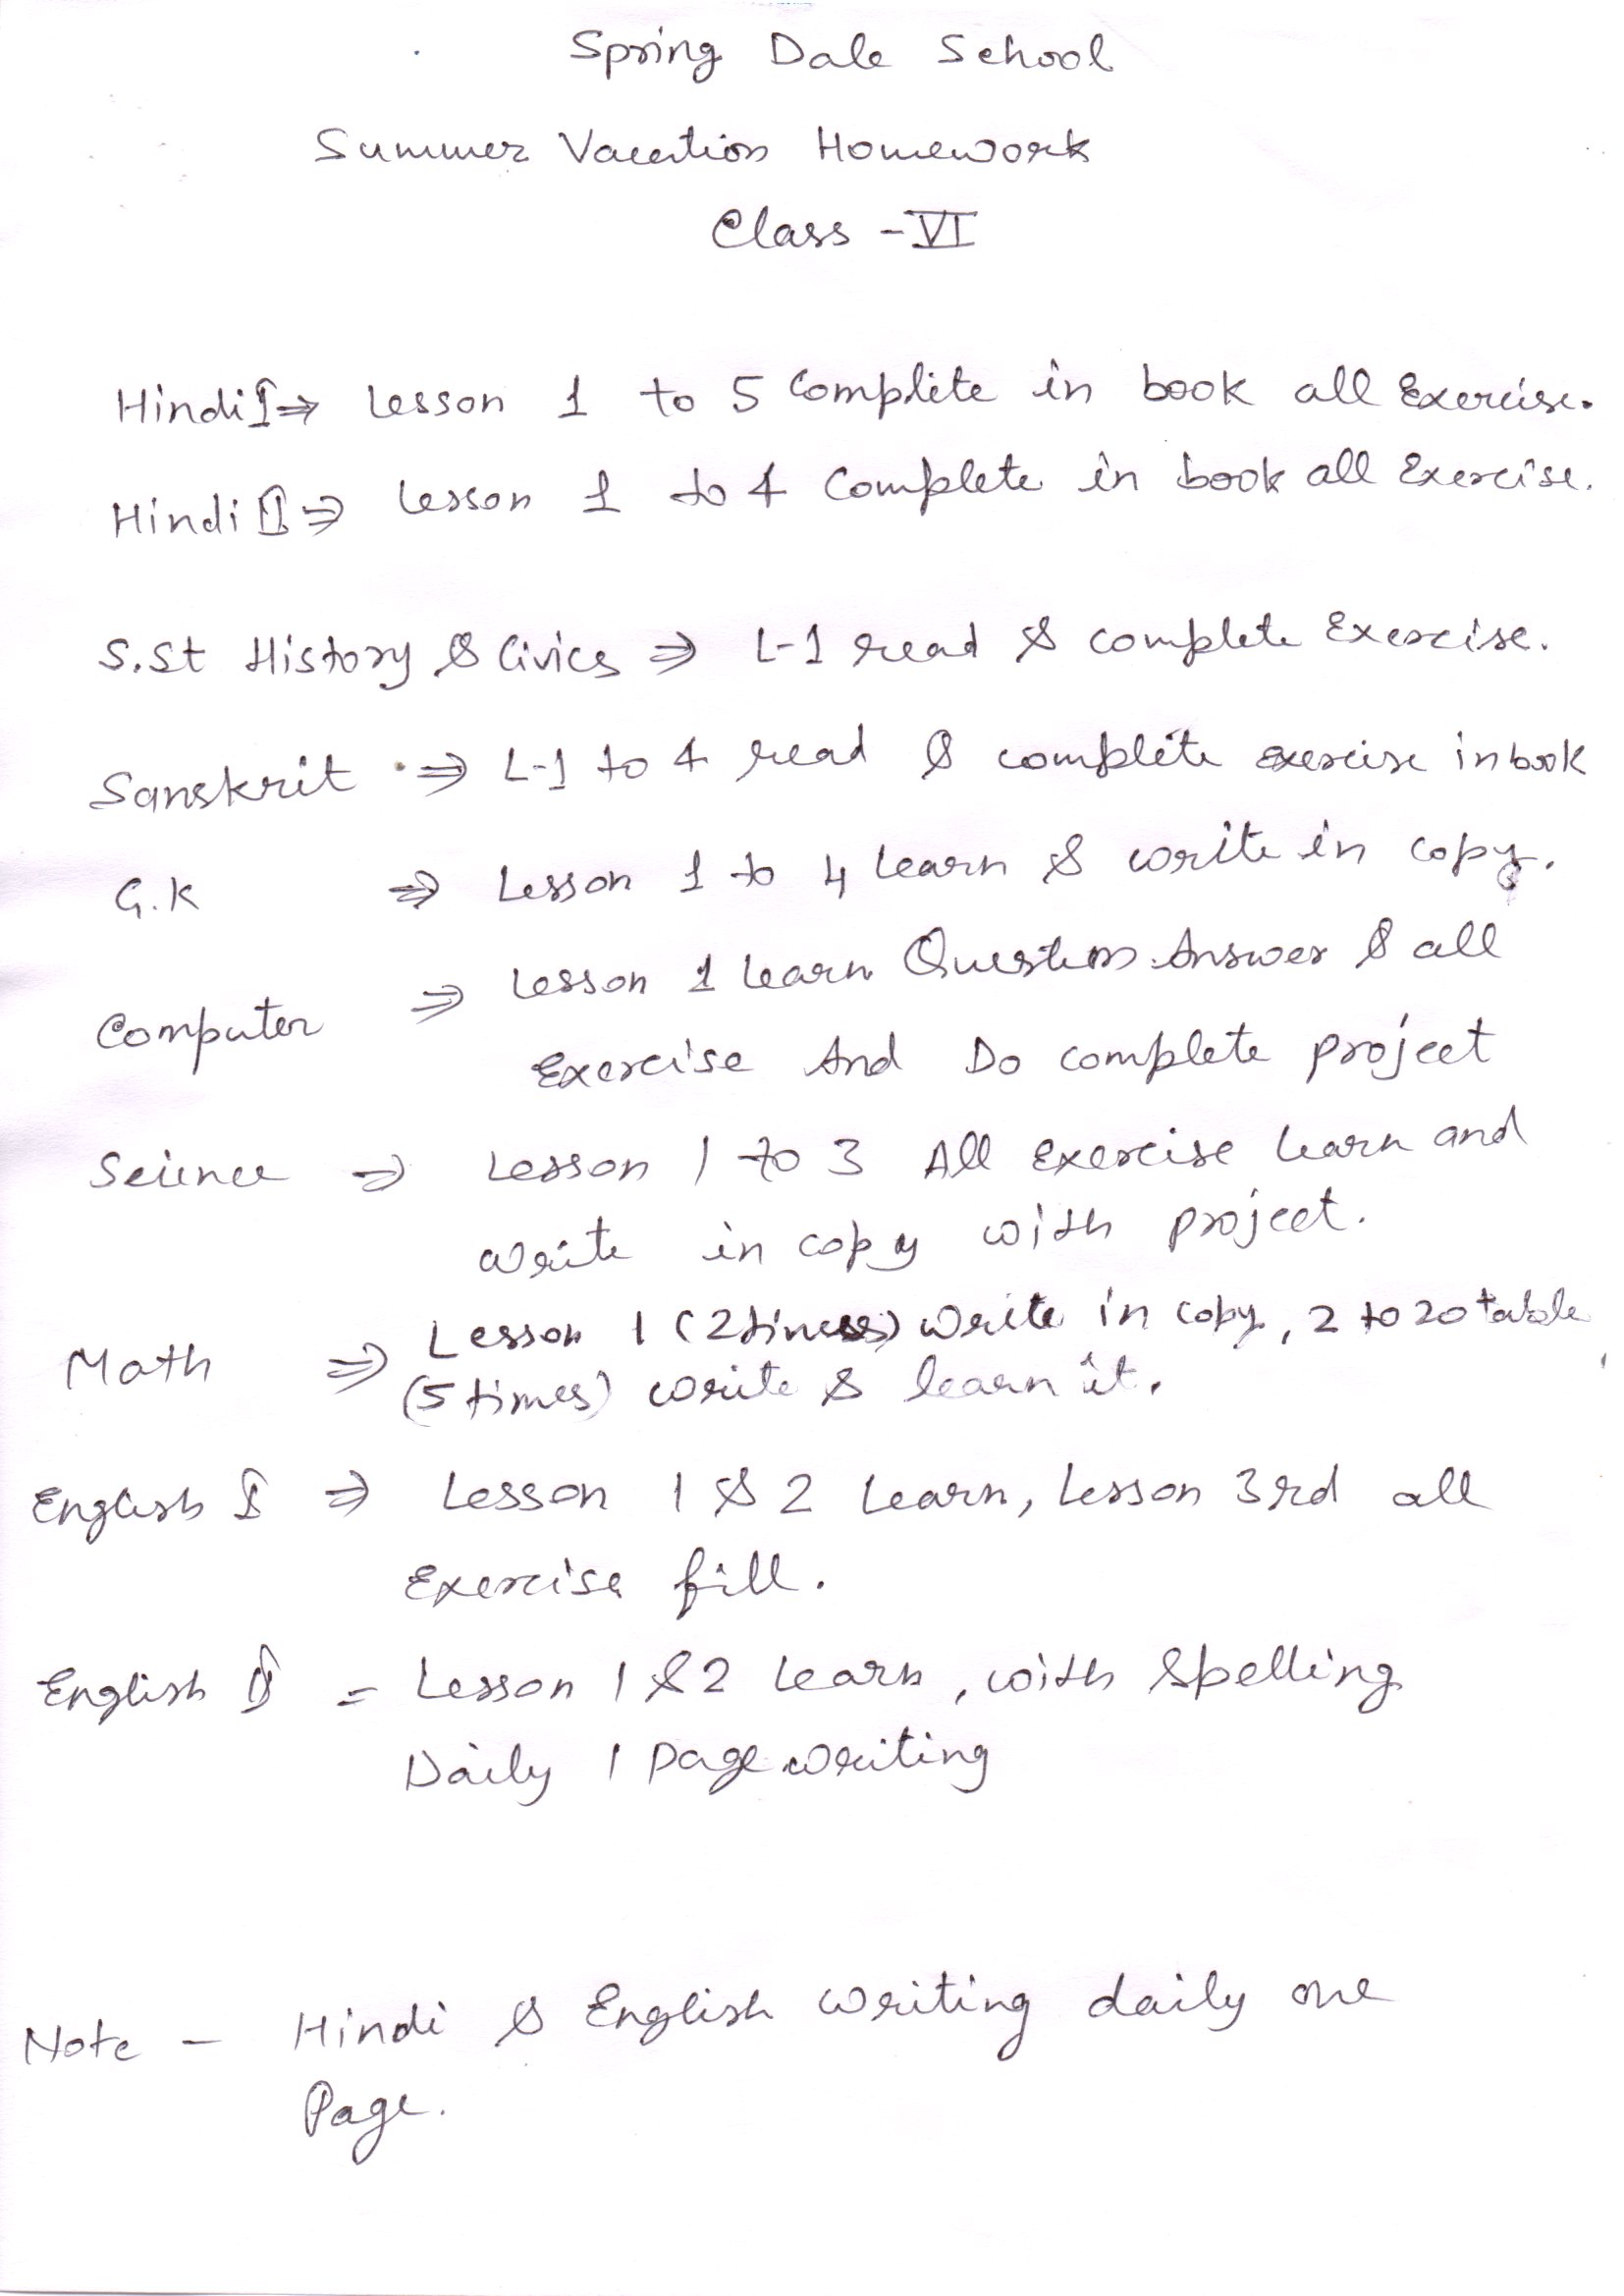 Spring Dale School
Summer Vacation Homework
Class - VI
Hindi I ⇒ Lesson 1 to 5 Complite in book all Exercise.
Hindi II ⇒ Lesson 1 to 4 Complete in book all Exercise.
S.St History & Civics ⇒ L-1 read & complete Exercise.
Sanskrit ⇒ L-1 to 4 read & complete exercise in book
G.K ⇒ Lesson 1 to 4 learn & write in copy.
Computer ⇒ Lesson 1 learn Question Answer & all
Exercise And Do complete project
Science ⇒ Lesson 1 to 3 All exercise learn and
write in copy with project.
Math ⇒ Lesson 1 (2 times) write in copy, 2 to 20 table
(5 times) write & learn it.
English I ⇒ Lesson 1 & 2 Learn, Lesson 3rd all
Exercise fill.
English II = Lesson 1 & 2 learn, with Spelling
Daily 1 page writing
Note - Hindi & English writing daily one
Page.